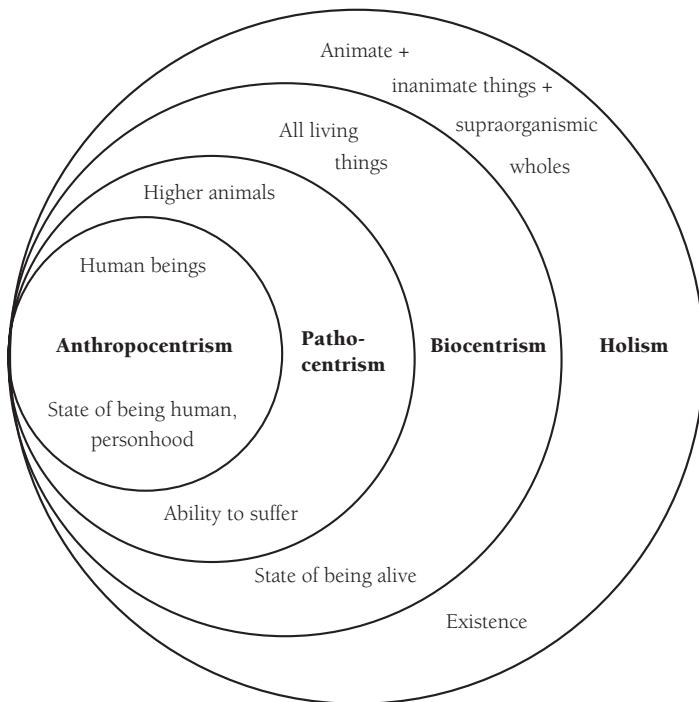 Animate +
inanimate things +
supraorganismic
wholes
All living
things
Higher animals
Human beings
Anthropocentrism
Patho-
centrism
Biocentrism
Holism
State of being human,
personhood
Ability to suffer
State of being alive
Existence